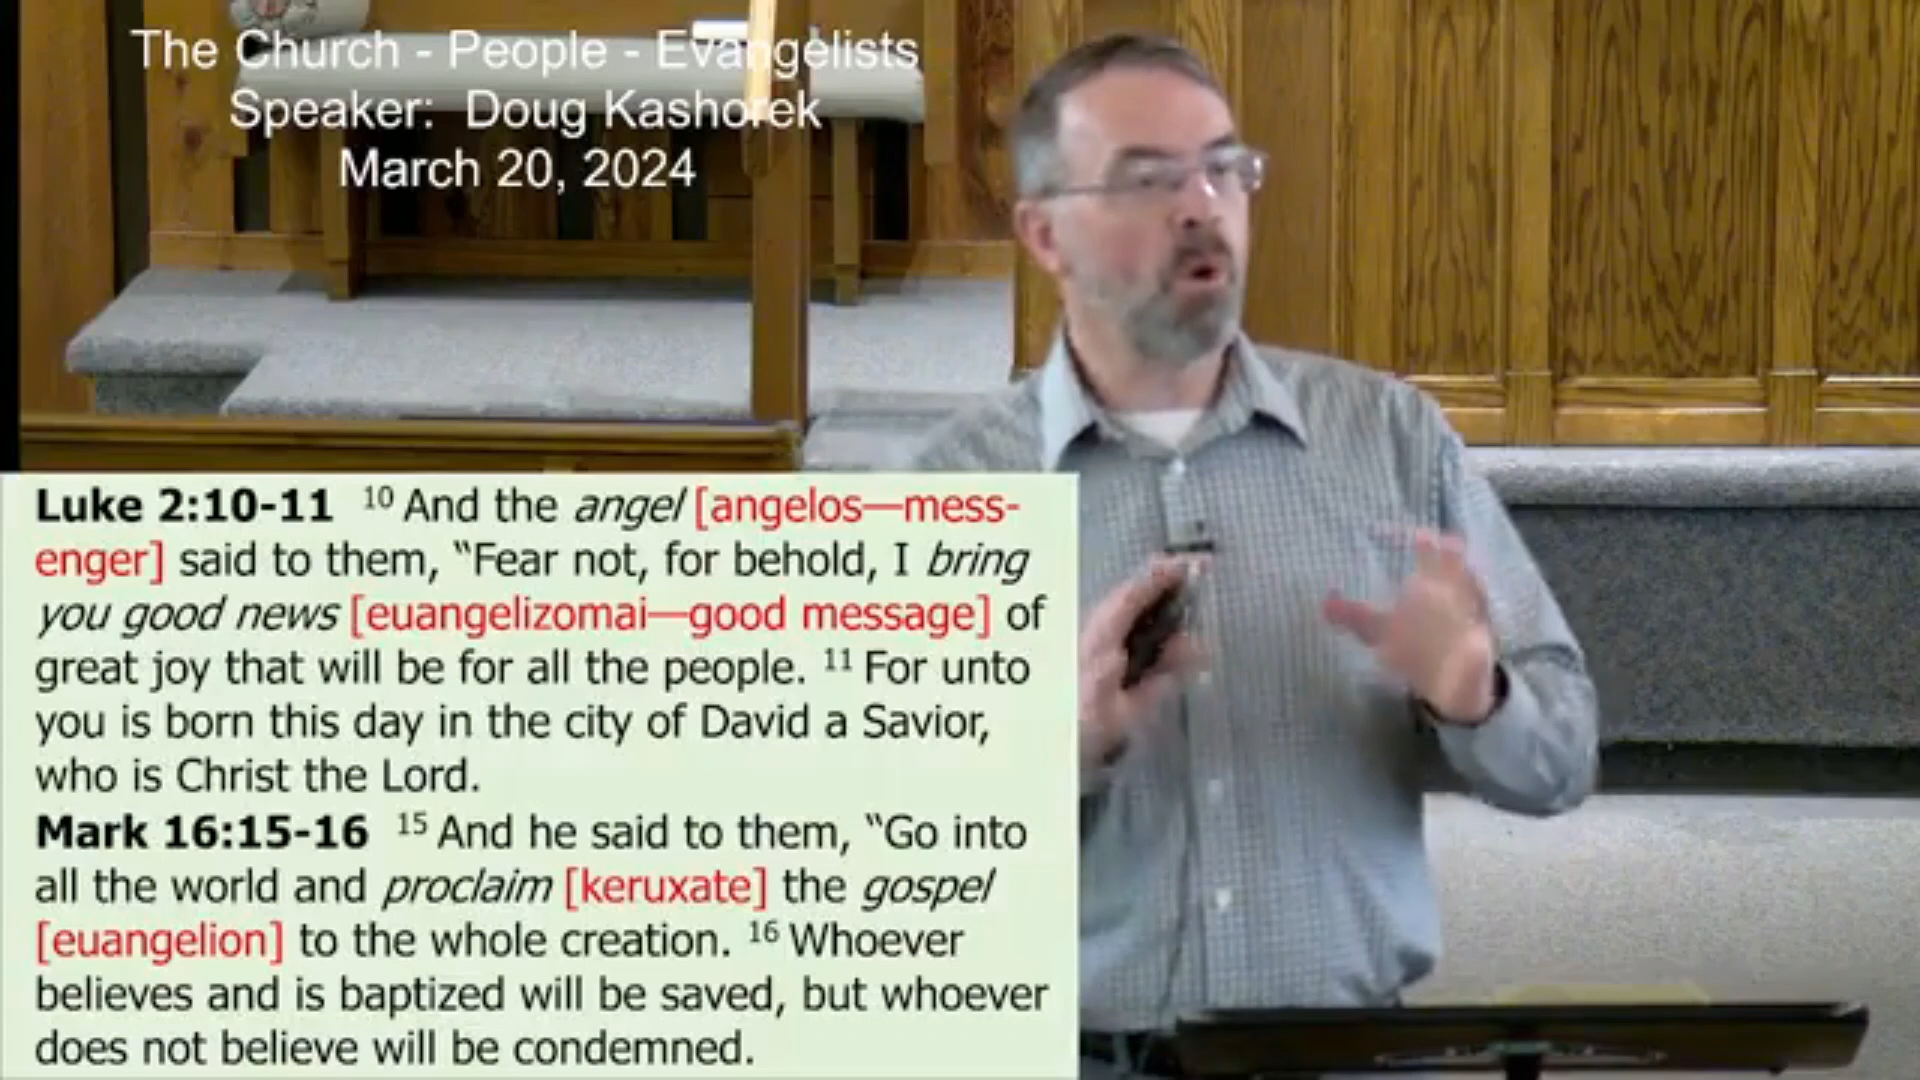 The Church - People - Evangelists
Speaker: Doug Kashorek
March 20, 2024
Luke 2:10-11 10 And the angel [angelos—mess-
enger] said to them, “Fear not, for behold, I bring
you good news [euangelizomai—good message] of
great joy that will be for all the people. 11 For unto
you is born this day in the city of David a Savior,
who is Christ the Lord.
Mark 16:15-16 15 And he said to them, “Go into
all the world and proclaim [keruxate] the gospel
[euangelion] to the whole creation. 16 Whoever
believes and is baptized will be saved, but whoever
does not believe will be condemned.